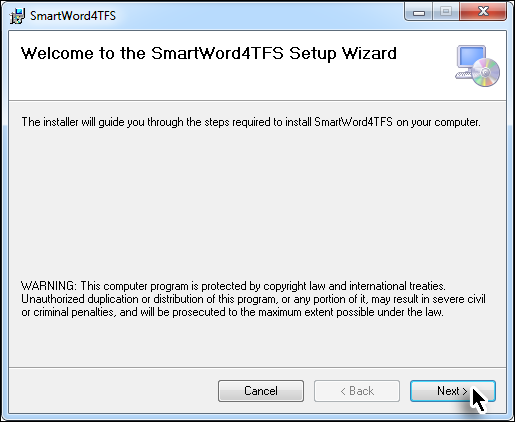 SmartWord4TFS
Welcome to the SmartWord4TFS Setup Wizard
The installer will guide you through the steps required to install SmartWord4TFS on your computer.
WARNING: This computer program is protected by copyright law and international treaties.
Unauthorized duplication or distribution of this program, or any portion of it, may result in severe civil
or criminal penalties, and will be prosecuted to the maximum extent possible under the law.
Cancel < Back Next >